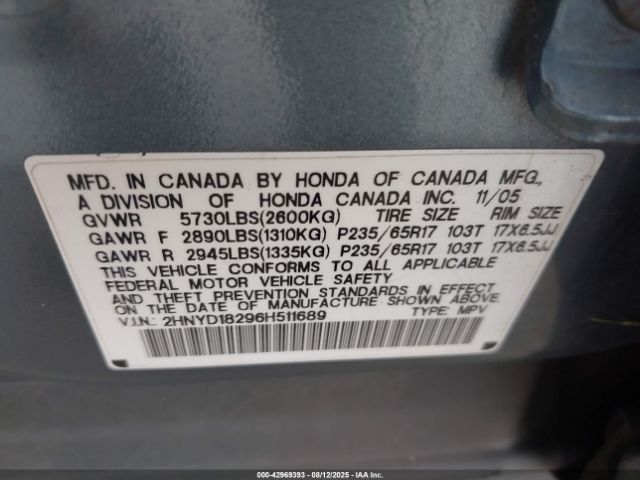 MFD. IN CANADA BY HONDA OF CANADA MFG.,
A DIVISION OF HONDA CANADA INC. 11/05
GVWR 5730LBS(2600KG) TIRE SIZE RIM SIZE
GAWR F 2890LBS(1310KG) P235/65R17 103T 17X6.5JJ
GAWR R 2945LBS(1335KG) P235/65R17 103T 17X6.5JJ
THIS VEHICLE CONFORMS TO ALL APPLICABLE
FEDERAL MOTOR VEHICLE SAFETY
AND THEFT PREVENTION STANDARDS IN EFFECT
ON THE DATE OF MANUFACTURE SHOWN ABOVE.
V.I.N.: 2HNYD18296H511689 TYPE: MPV
000-42969393 - 08/12/2025 - IAAI.COM